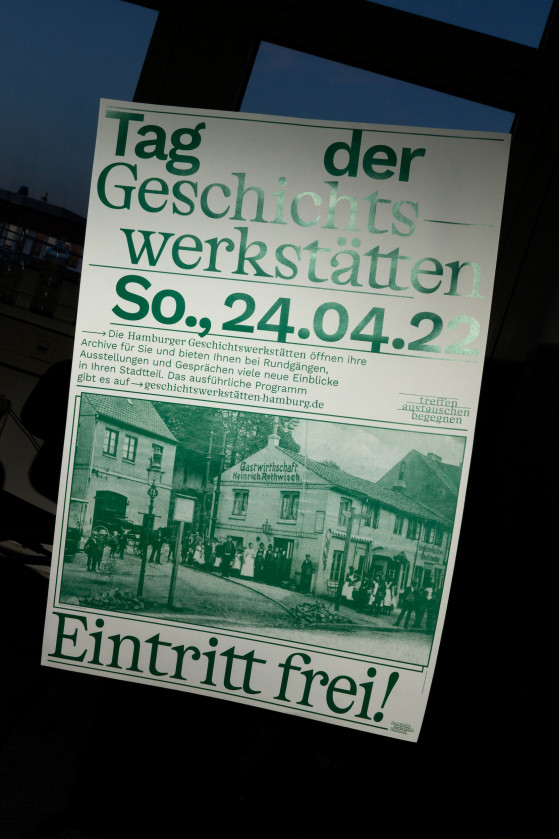 Tag der
Geschichts
werkstätten
So., 24.04.22
→ Die Hamburger Geschichtswerkstätten öffnen ihre
Archive für Sie und bieten Ihnen bei Rundgängen,
Ausstellungen und Gesprächen viele neue Einblicke
in Ihren Stadtteil. Das ausführliche Programm
gibt es auf → geschichtswerkstätten-hamburg.de
treffen
austauschen
begegnen
Gastwirthschaft
Heinrich Rothwisch
Eintritt frei!